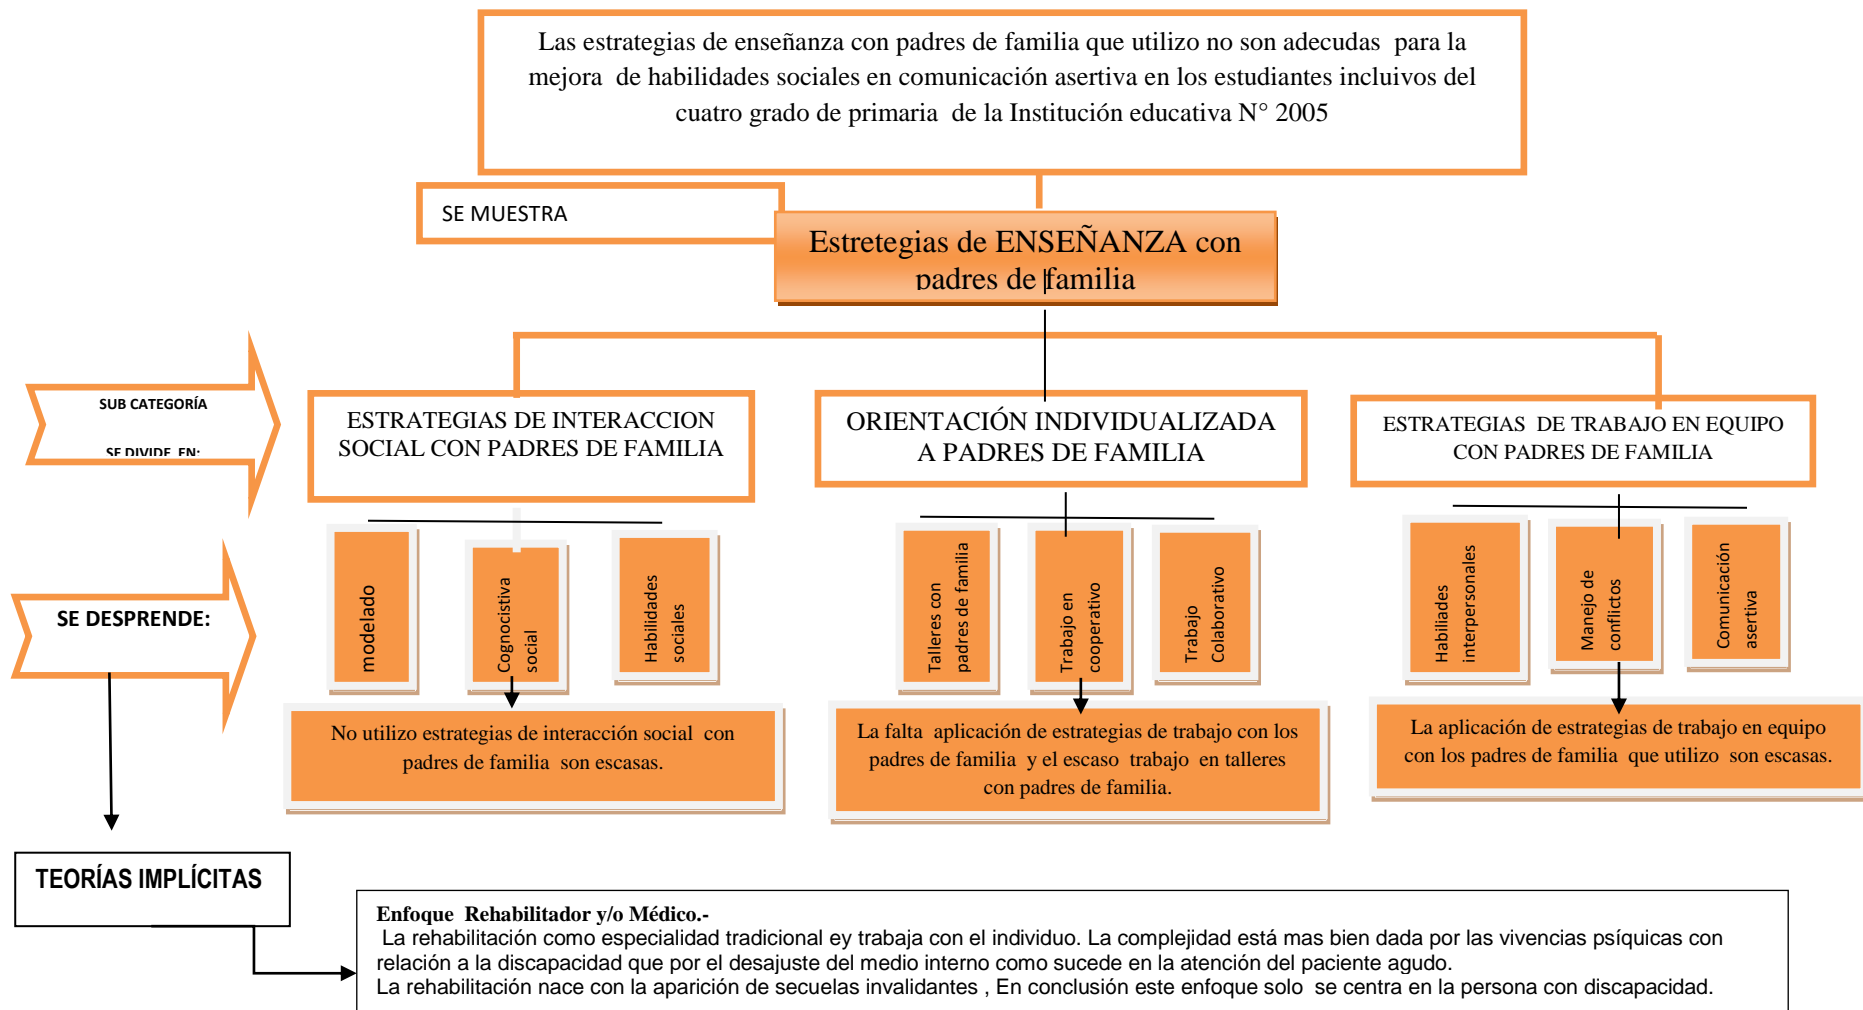 Las estrategias de enseñanza con padres de familia que utilizo no son adecudas para la
mejora de habilidades sociales en comunicación asertiva en los estudiantes incluivos del
cuatro grado de primaria de la Institución educativa N° 2005
SE MUESTRA
Estretegias de ENSEÑANZA con
padres de familia
SUB CATEGORÍA
SE DIVIDE EN:
ESTRATEGIAS DE INTERACCION
SOCIAL CON PADRES DE FAMILIA
ORIENTACIÓN INDIVIDUALIZADA
A PADRES DE FAMILIA
ESTRATEGIAS DE TRABAJO EN EQUIPO
CON PADRES DE FAMILIA
SE DESPRENDE:
modelado
Cognocistiva
social
Habilidades
sociales
Talleres con
padres de familia
Trabajo en
cooperativo
Trabajo
Colaborativo
Habiliades
interpersonales
Manejo de
conflictos
Comunicación
asertiva
No utilizo estrategias de interacción social con
padres de familia son escasas.
La falta aplicación de estrategias de trabajo con los
padres de familia y el escaso trabajo en talleres
con padres de familia.
La aplicación de estrategias de trabajo en equipo
con los padres de familia que utilizo son escasas.
TEORÍAS IMPLÍCITAS
Enfoque Rehabilitador y/o Médico.-
La rehabilitación como especialidad tradicional ey trabaja con el individuo. La complejidad está mas bien dada por las vivencias psíquicas con
relación a la discapacidad que por el desajuste del medio interno como sucede en la atención del paciente agudo.
La rehabilitación nace con la aparición de secuelas invalidantes , En conclusión este enfoque solo se centra en la persona con discapacidad.